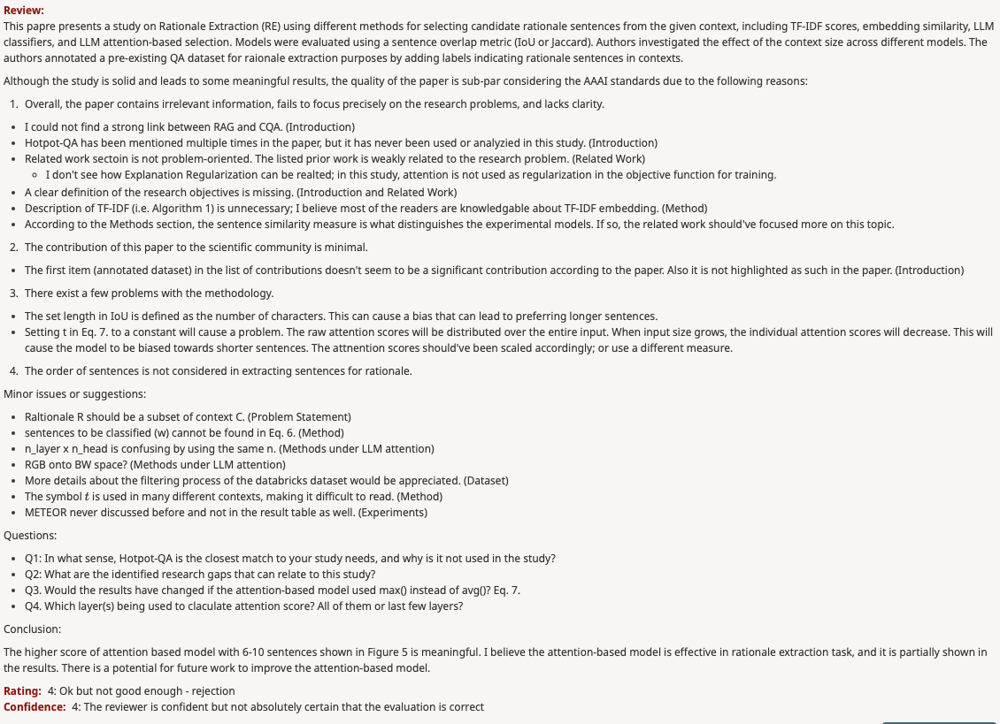 Review:
This papre presents a study on Rationale Extraction (RE) using different methods for selecting candidate rationale sentences from the given context, including TF-IDF scores, embedding similarity, LLM
classifiers, and LLM attention-based selection. Models were evaluated using a sentence overlap metric (IoU or Jaccard). Authors investigated the effect of the context size across different models. The
authors annotated a pre-existing QA dataset for raionale extraction purposes by adding labels indicating rationale sentences in contexts.
Although the study is solid and leads to some meaningful results, the quality of the paper is sub-par considering the AAAI standards due to the following reasons:
1. Overall, the paper contains irrelevant information, fails to focus precisely on the research problems, and lacks clarity.
• I could not find a strong link between RAG and CQA. (Introduction)
• Hotpot-QA has been mentioned multiple times in the paper, but it has never been used or analyzied in this study. (Introduction)
• Related work sectoin is not problem-oriented. The listed prior work is weakly related to the research problem. (Related Work)
◦ I don't see how Explanation Regularization can be realted; in this study, attention is not used as regularization in the objective function for training.
• A clear definition of the research objectives is missing. (Introduction and Related Work)
• Description of TF-IDF (i.e. Algorithm 1) is unnecessary; I believe most of the readers are knowledgable about TF-IDF embedding. (Method)
• According to the Methods section, the sentence similarity measure is what distinguishes the experimental models. If so, the related work should've focused more on this topic.
2. The contribution of this paper to the scientific community is minimal.
• The first item (annotated dataset) in the list of contributions doesn't seem to be a significant contribution according to the paper. Also it is not highlighted as such in the paper. (Introduction)
3. There exist a few problems with the methodology.
• The set length in IoU is defined as the number of characters. This can cause a bias that can lead to preferring longer sentences.
• Setting t in Eq. 7. to a constant will cause a problem. The raw attention scores will be distributed over the entire input. When input size grows, the individual attention scores will decrease. This will
cause the model to be biased towards shorter sentences. The attnention scores should've been scaled accordingly; or use a different measure.
4. The order of sentences is not considered in extracting sentences for rationale.
Minor issues or suggestions:
• Raltionale R should be a subset of context C. (Problem Statement)
• sentences to be classified (w) cannot be found in Eq. 6. (Method)
• n_layer x n_head is confusing by using the same n. (Methods under LLM attention)
• RGB onto BW space? (Methods under LLM attention)
• More details about the filtering process of the databricks dataset would be appreciated. (Dataset)
• The symbol t is used in many different contexts, making it difficult to read. (Method)
• METEOR never discussed before and not in the result table as well. (Experiments)
Questions:
• Q1: In what sense, Hotpot-QA is the closest match to your study needs, and why is it not used in the study?
• Q2: What are the identified research gaps that can relate to this study?
• Q3. Would the results have changed if the attention-based model used max() instead of avg()? Eq. 7.
• Q4. Which layer(s) being used to claculate attention score? All of them or last few layers?
Conclusion:
The higher score of attention based model with 6-10 sentences shown in Figure 5 is meaningful. I believe the attention-based model is effective in rationale extraction task, and it is partially shown in
the results. There is a potential for future work to improve the attention-based model.
Rating: 4: Ok but not good enough - rejection
Confidence: 4: The reviewer is confident but not absolutely certain that the evaluation is correct